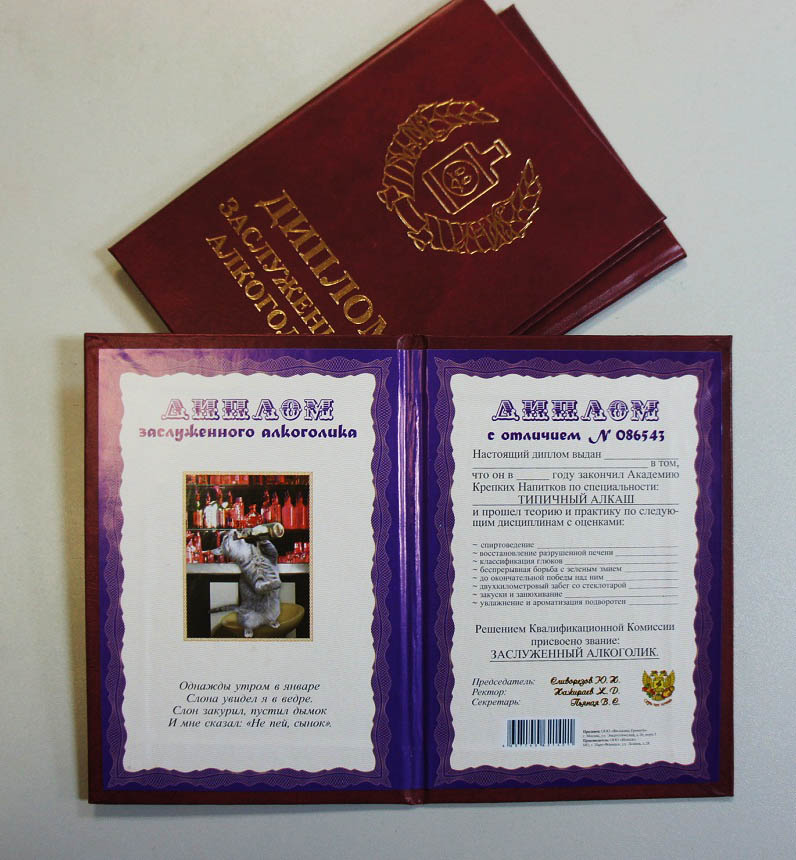 ДИПЛОМ
ЗАСЛУЖЕНН
АЛКОГОЛ
ДИПЛОМ
заслуженного алкоголика
Однажды утром в январе
Слона увидел я в ведре.
Слон закурил, пустил дымок
И мне сказал: «Не пей, сынок».
ДИПЛОМ
с отличием N 086543
Настоящий диплом выдан
в том,
что он в ______ году закончил Академию
Крепких Напитков по специальности:
ТИПИЧНЫЙ АЛКАШ
и прошел теорию и практику по следую-
щим дисциплинам с оценками:
~ спиртоведение
~ восстановление разрушенной печени
~ классификация глюков
~ беспрерывная борьба с зеленым змием
~ до окончательной победы над ним
~ двухкилометровый забег со стеклотарой
~ закуски и занюхивание
~ увлажнение и ароматизация подворотен
Решением Квалификационной Комиссии
присвоено звание:
ЗАСЛУЖЕННЫЙ АЛКОГОЛИК.
Председатель: Сливорюзов Ю. Н.
Ректор: Нажираев К. Д.
Секретарь: Пьяная В. С.